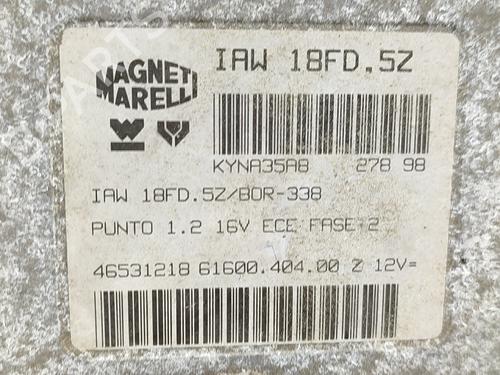 MAGNETI
MARELLI
IAW 18FD.5Z
KYNA35A8 278 98
IAW 18FD.5Z/BOR-338
PUNTO 1.2 16V ECE FASE-2
46531218 61600.404.00 Z 12V=